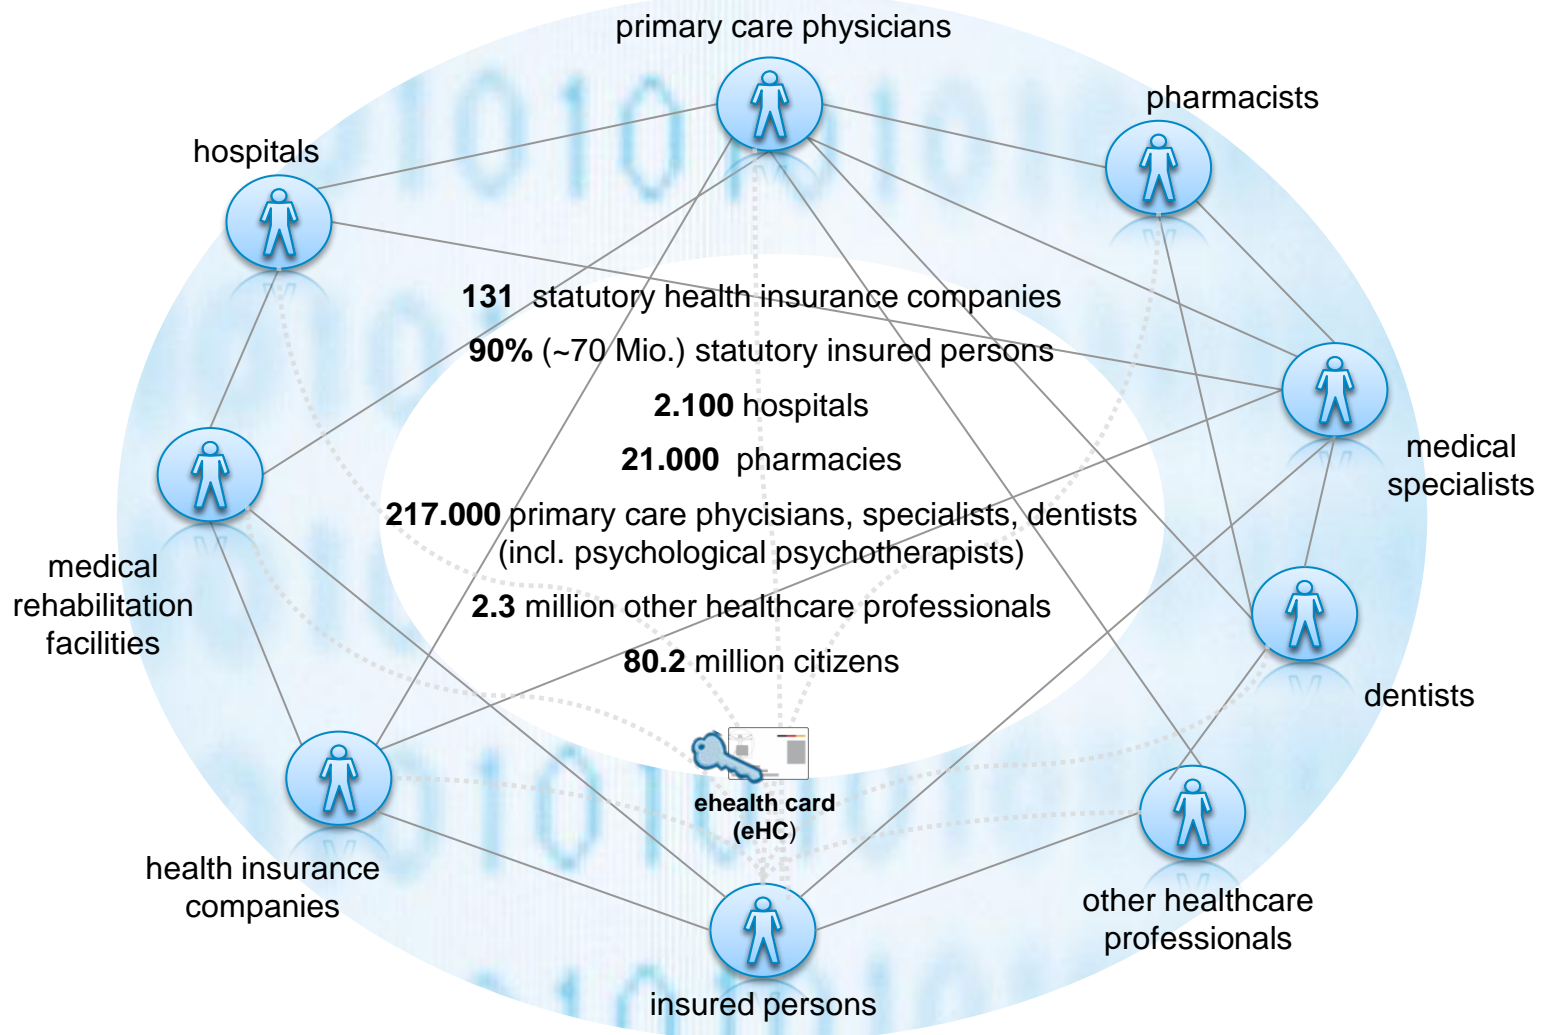 primary care physicians
pharmacists
hospitals
131 statutory health insurance companies
90% (~70 Mio.) statutory insured persons
2.100 hospitals
21.000 pharmacies
217.000 primary care phycisians, specialists, dentists
(incl. psychological psychotherapists)
2.3 million other healthcare professionals
80.2 million citizens
medical
specialists
medical
rehabilitation
facilities
dentists
ehealth card
(eHC)
health insurance
companies
other healthcare
professionals
insured persons